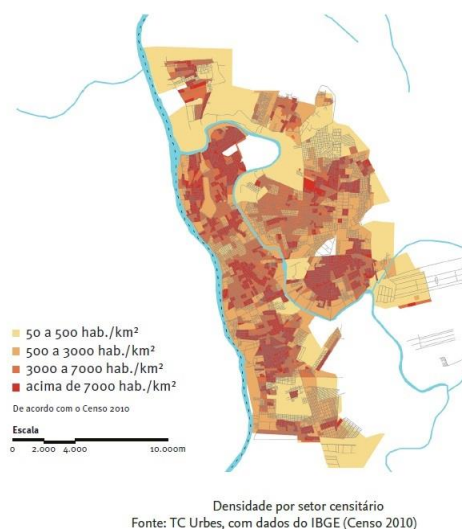 50 a 500 hab./km²
500 a 3000 hab./km²
3000 a 7000 hab./km²
acima de 7000 hab./km²
De acordo com o Censo 2010
Escala
0 2.000 4.000 10.000m
Densidade por setor censitário
Fonte: TC Urbes, com dados do IBGE (Censo 2010)